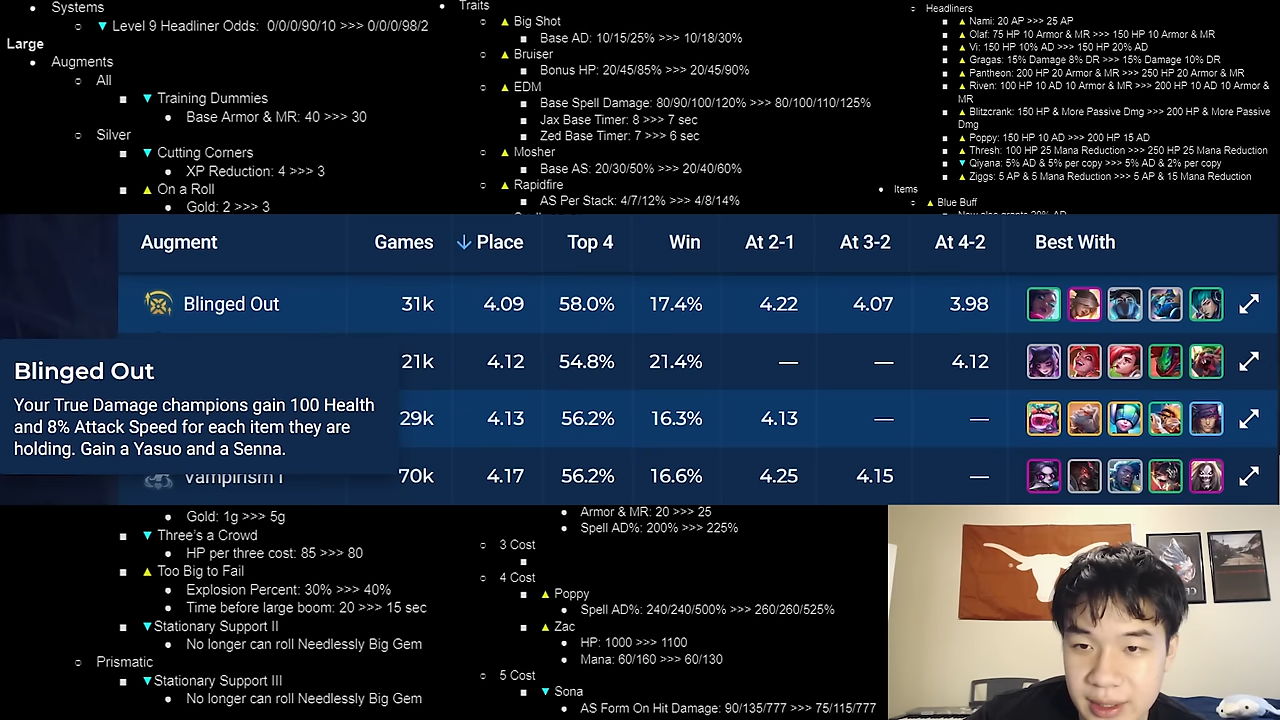 Systems
Level 9 Headliner Odds: 0/0/0/90/10 >>> 0/0/0/98/2
Large
Augments
All
Training Dummies
Base Armor & MR: 40 >>> 30
Silver
Cutting Corners
XP Reduction: 4 >>> 3
On a Roll
Gold: 2 >>> 3
Traits
Big Shot
Base AD: 10/15/25% >>> 10/18/30%
Bruiser
Bonus HP: 20/45/85% >>> 20/45/90%
EDM
Base Spell Damage: 80/90/100/120% >>> 80/100/110/125%
Jax Base Timer: 8 >>> 7 sec
Zed Base Timer: 7 >>> 6 sec
Mosher
Base AS: 20/30/50% >>> 20/40/60%
Rapidfire
AS Per Stack: 4/7/12% >>> 4/8/14%
Headliners
Nami: 20 AP >>> 25 AP
Olaf: 75 HP 10 Armor & MR >>> 150 HP 10 Armor & MR
Vi: 150 HP 10% AD >>> 150 HP 20% AD
Gragas: 15% Damage 8% DR >>> 15% Damage 10% DR
Pantheon: 200 HP 20 Armor & MR >>> 250 HP 20 Armor & MR
Riven: 100 HP 10 AD 10 Armor & MR >>> 200 HP 10 AD 10 Armor &
MR
Blitzcrank: 150 HP & More Passive Dmg >>> 200 HP & More Passive
Dmg
Poppy: 150 HP 10 AD >>> 200 HP 15 AD
Thresh: 100 HP 25 Mana Reduction >>> 250 HP 25 Mana Reduction
Qiyana: 5% AD & 5% per copy >>> 5% AD & 2% per copy
Ziggs: 5 AP & 5 Mana Reduction >>> 5 AP & 15 Mana Reduction
Items
Blue Buff
Augment Games Place Top 4 Win At 2-1 At 3-2 At 4-2 Best With
Blinged Out 31k 4.09 58.0% 17.4% 4.22 4.07 3.98
21k 4.12 54.8% 21.4% — — 4.12
29k 4.13 56.2% 16.3% 4.13 — —
Vampirism I 70k 4.17 56.2% 16.6% 4.25 4.15 —
Blinged Out
Your True Damage champions gain 100 Health
and 8% Attack Speed for each item they are
holding. Gain a Yasuo and a Senna.
Gold: 1g >>> 5g
Three's a Crowd
HP per three cost: 85 >>> 80
Too Big to Fail
Explosion Percent: 30% >>> 40%
Time before large boom: 20 >>> 15 sec
Stationary Support II
No longer can roll Needlessly Big Gem
Prismatic
Stationary Support III
No longer can roll Needlessly Big Gem
Armor & MR: 20 >>> 25
Spell AD%: 200% >>> 225%
3 Cost
4 Cost
Poppy
Spell AD%: 240/240/500% >>> 260/260/525%
Zac
HP: 1000 >>> 1100
Mana: 60/160 >>> 60/130
5 Cost
Sona
AS Form On Hit Damage: 90/135/777 >>> 75/115/777